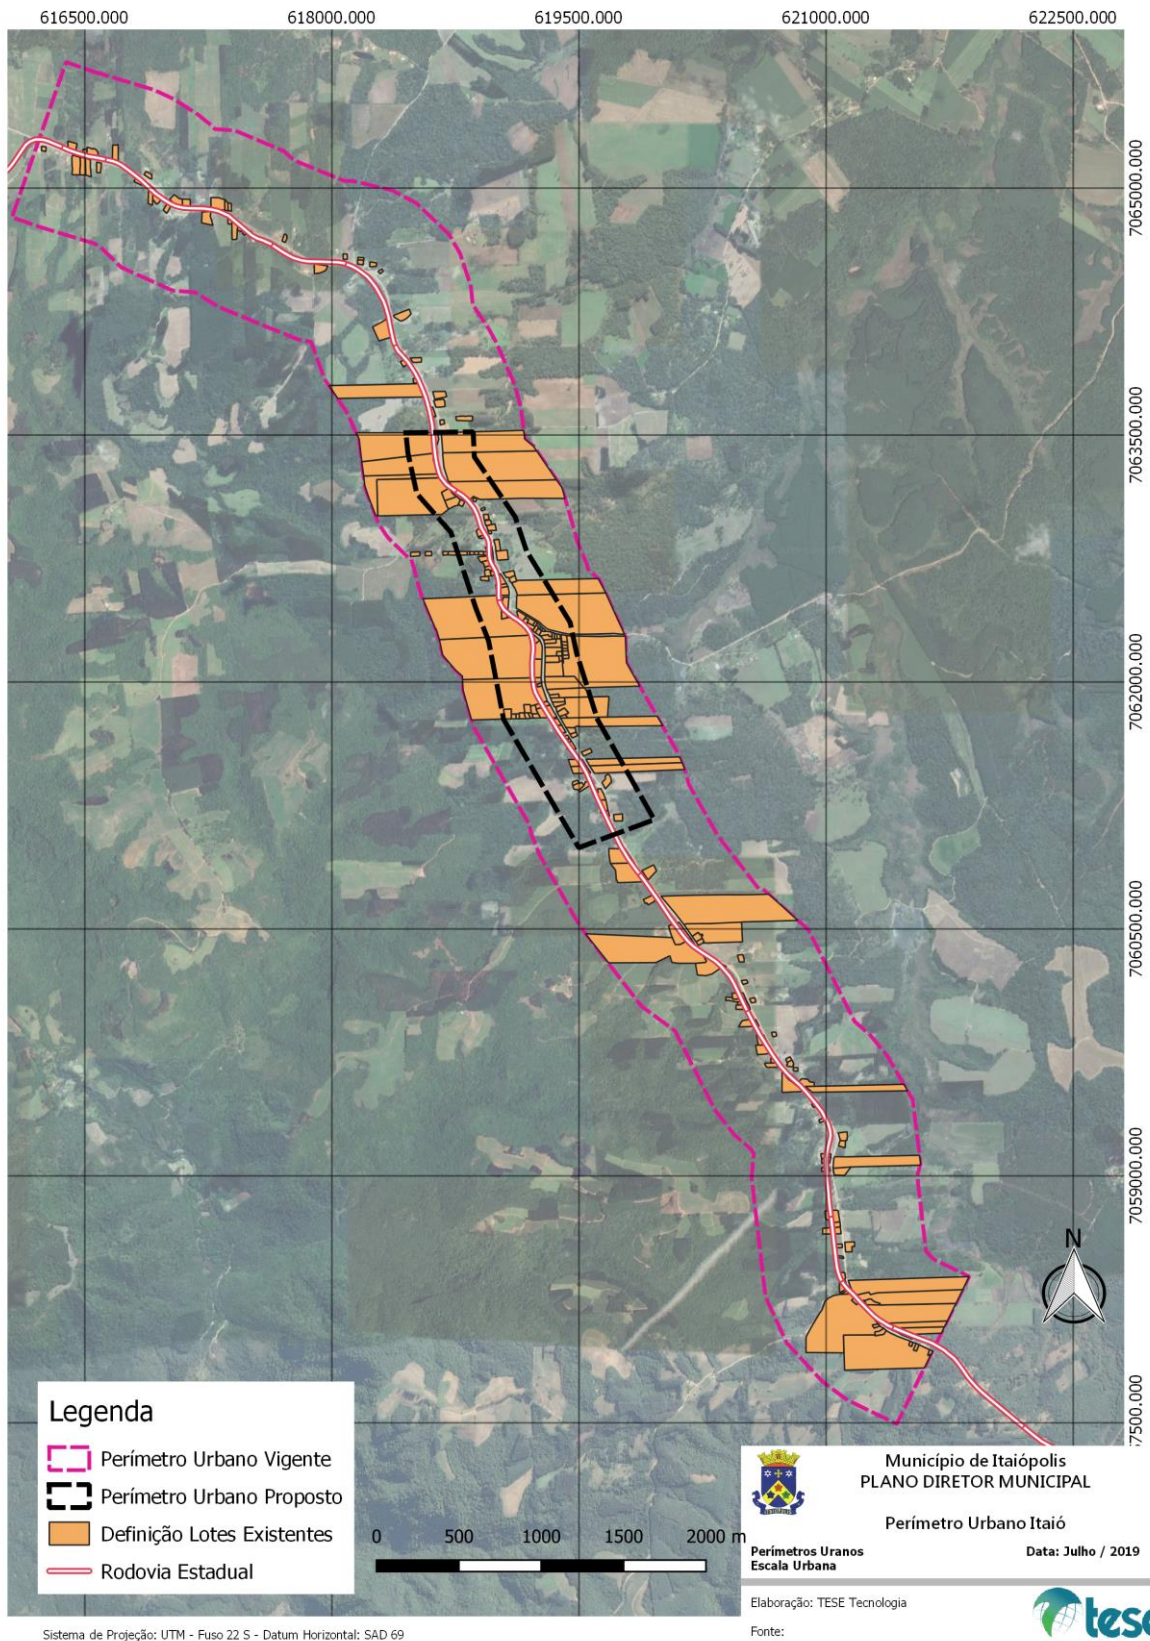 616500.000 618000.000 619500.000 621000.000 622500.000
7065000.000
7063500.000
7062000.000
7060500.000
7059000.000
7500.000
N
Legenda
Perímetro Urbano Vigente
Perímetro Urbano Proposto
Definição Lotes Existentes
Rodovia Estadual
0 500 1000 1500 2000 m
Município de Itaiópolis
PLANO DIRETOR MUNICIPAL
Perímetro Urbano Itaió
Perímetros Uranos
Escala Urbana
Data: Julho / 2019
Elaboração: TESE Tecnologia
Fonte:
tese
Sistema de Projeção: UTM - Fuso 22 S - Datum Horizontal: SAD 69